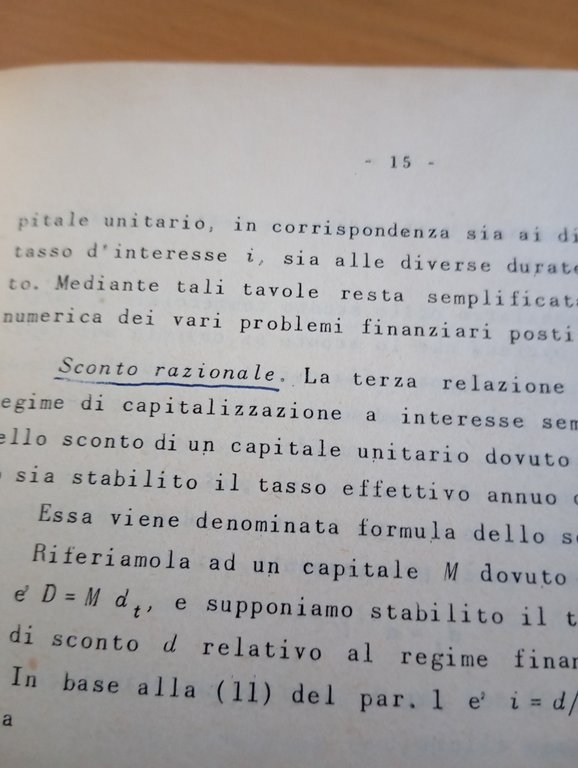 - 15 -
pitale unitario, in corrispondenza sia ai di
tasso d'interesse i, sia alle diverse durate
to. Mediante tali tavole resta semplificata
numerica dei vari problemi finanziari posti
Sconto razionale. La terza relazione
egime di capitalizzazione a interesse sem
ello sconto di un capitale unitario dovuto
o sia stabilito il tasso effettivo annuo
Essa viene denominata formula dello s
Riferiamola ad un capitale M dovuto
e' D = M d_t, e supponiamo stabilito il t
di sconto d relativo al regime finan
In base alla (11) del par. 1 e' i = d/
a